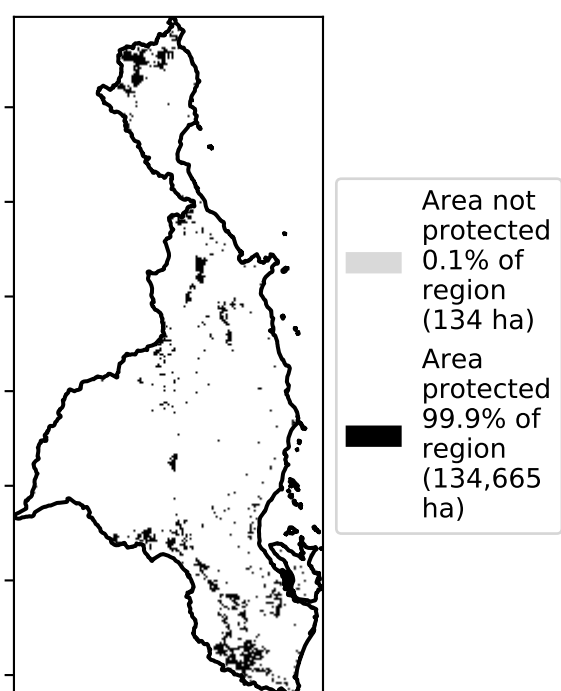 Area not
protected
0.1% of
region
(134 ha)
Area
protected
99.9% of
region
(134,665
ha)